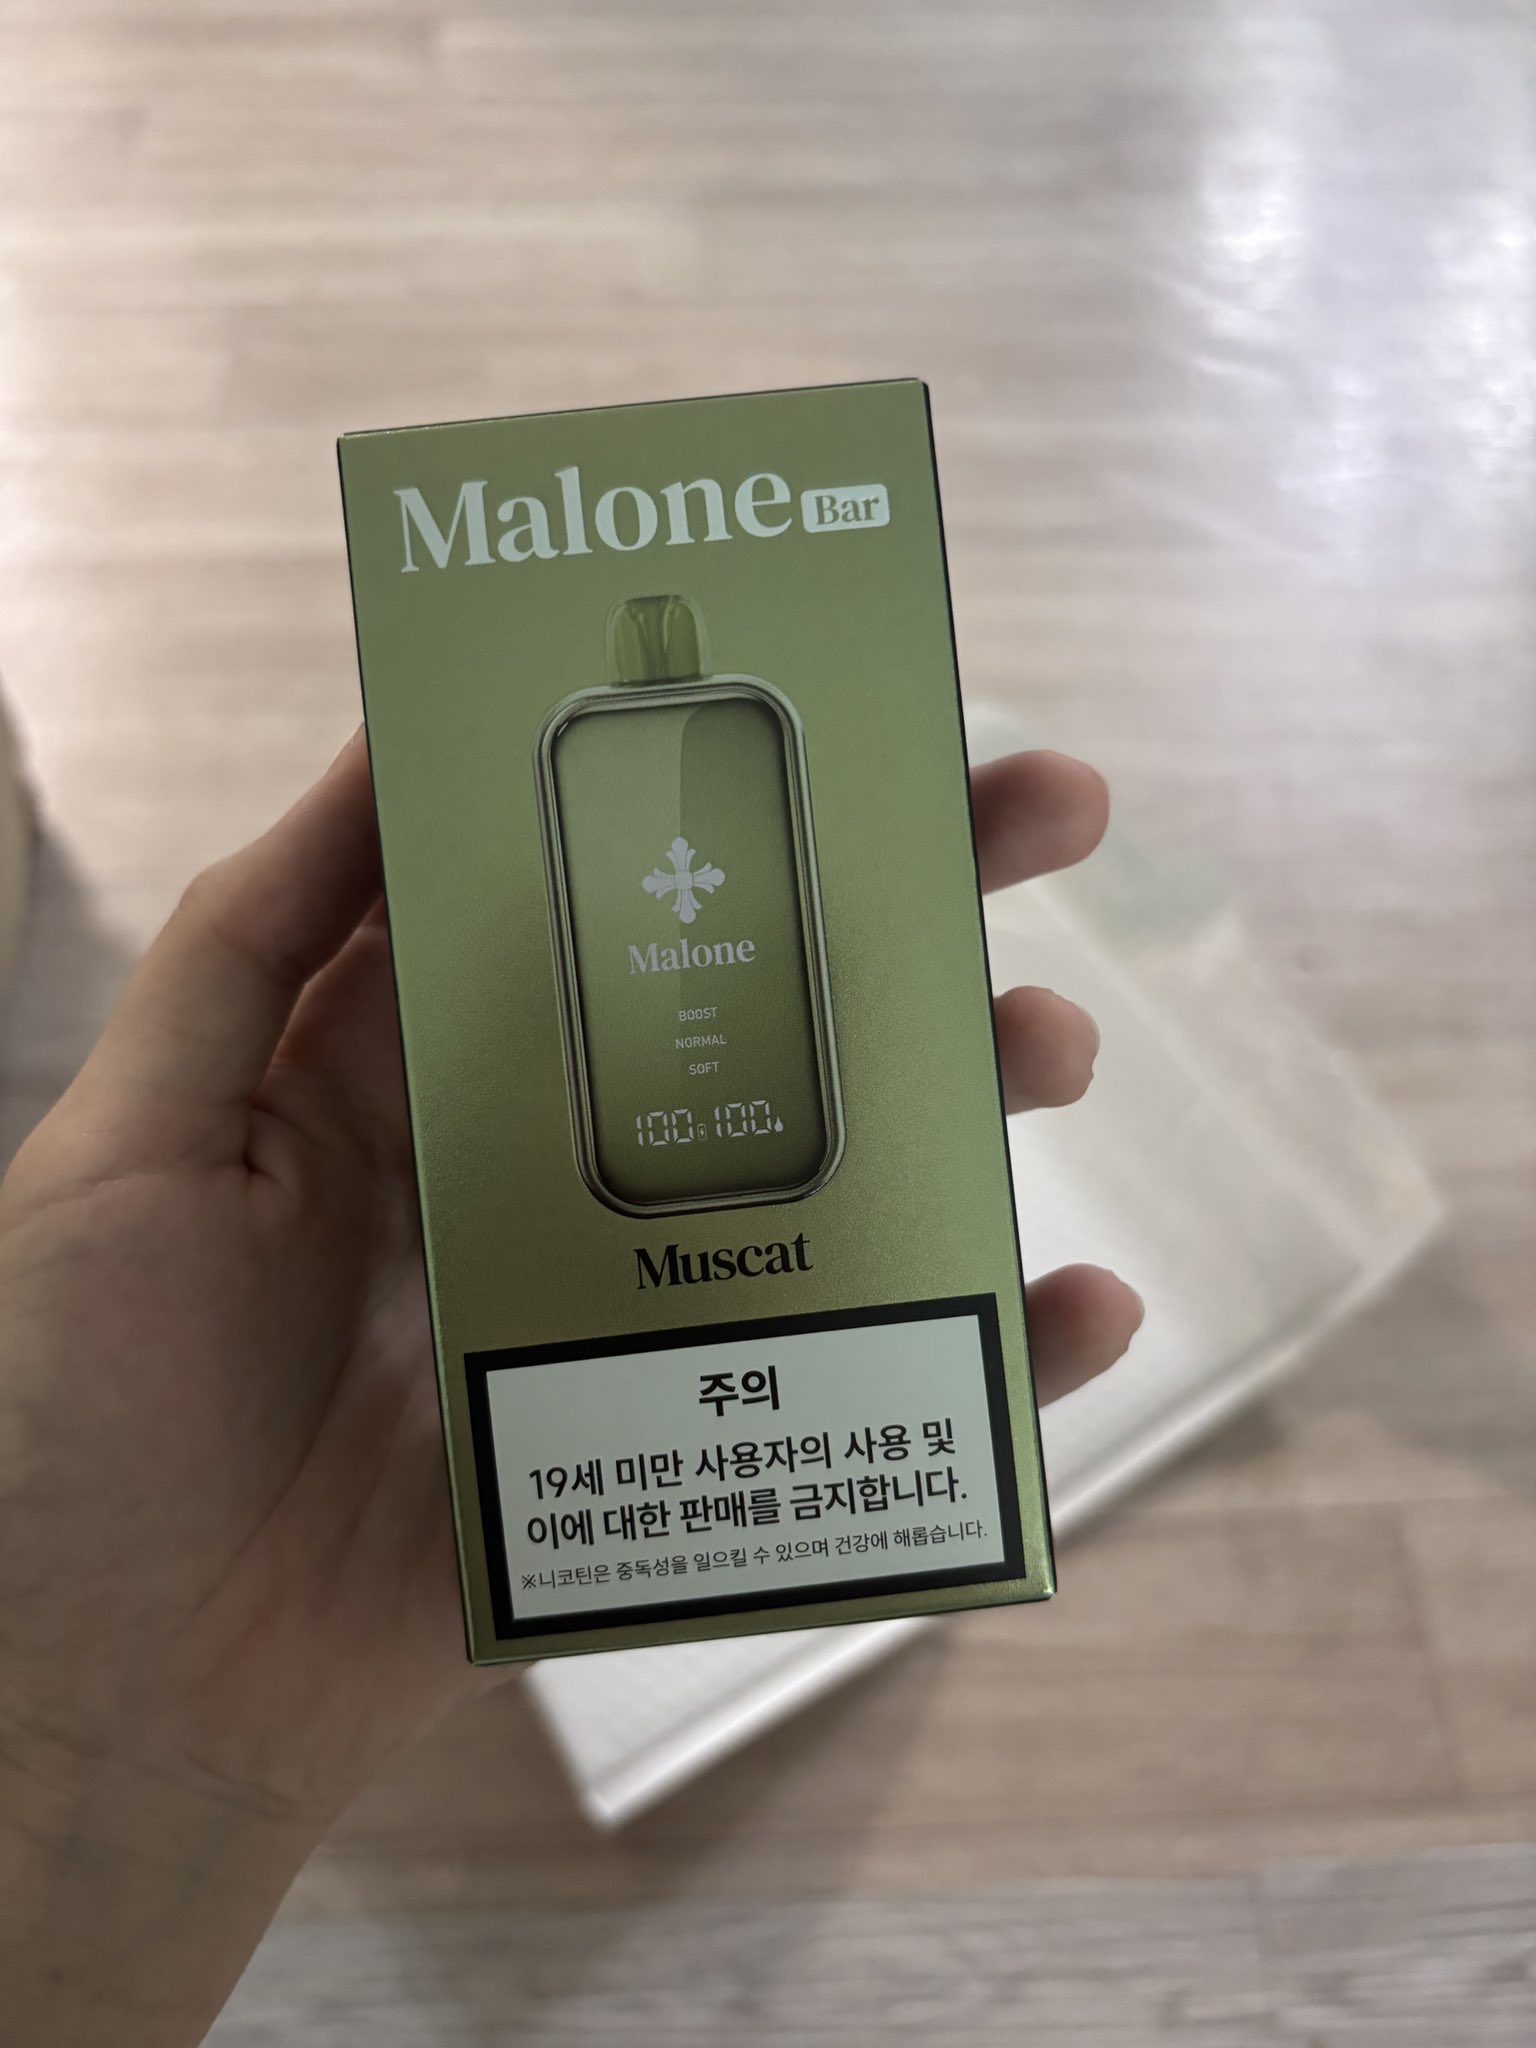 Malone Bar
Malone
BOOST
NORMAL
SOFT
100 100
Muscat
주의
19세 미만 사용자의 사용 및
이에 대한 판매를 금지합니다.
※니코틴은 중독성을 일으킬 수 있으며 건강에 해롭습니다.